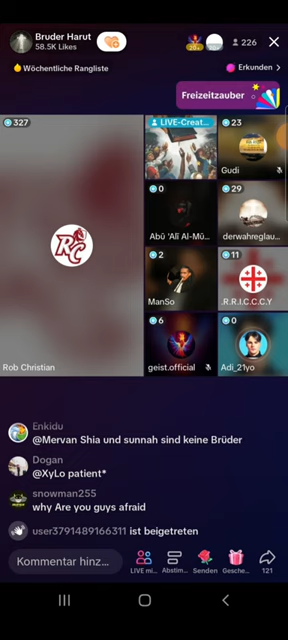 Bruder Harut
58.5K Likes
226
Wöchentliche Rangliste
Erkunden >
Freizeitzauber
327
LIVE-Creat...
23
Gudi
0
29
Abū 'Alī Al-Mū...
derwahreglau...
RC
2
11
ManSo
.R.R.I.C.C.Y
6
0
Rob Christian
geist.official
Adi_21yo
Enkidu
@Mervan Shia und sunnah sind keine Brüder
Dogan
@XyLo patient*
snowman255
why Are you guys afraid
user3791489166311 ist beigetreten
Kommentar hinz...
LIVE mi...
Abstim...
Senden
Gesche...
121